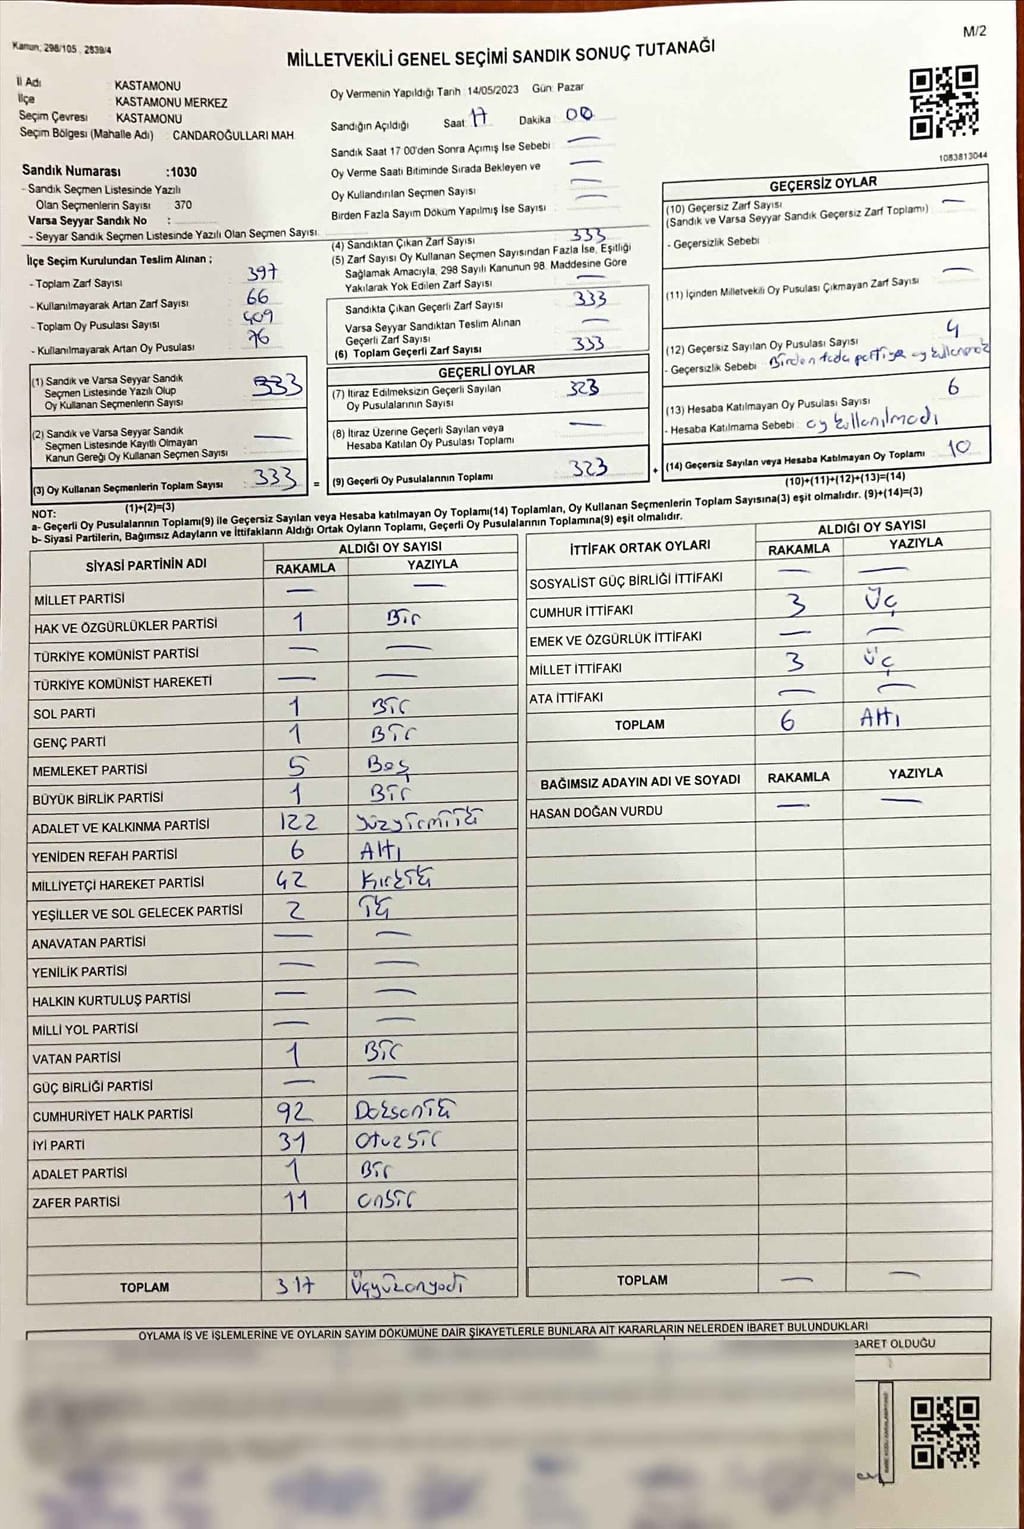 M/2
Kanun; 298/105 , 2839/4
MİLLETVEKİLİ GENEL SEÇİMİ SANDIK SONUÇ TUTANAĞI
İl Adı : KASTAMONU
İlçe : KASTAMONU MERKEZ
Seçim Çevresi : KASTAMONU
Seçim Bölgesi (Mahalle Adı) : CANDAROĞULLARI MAH
Sandık Numarası :1030
- Sandık Seçmen Listesinde Yazılı
Olan Seçmenlerin Sayısı 370
Varsa Seyyar Sandık No :
- Seyyar Sandık Seçmen Listesinde Yazılı Olan Seçmen Sayısı:
Oy Vermenin Yapıldığı Tarih : 14/05/2023 Gün: Pazar
Sandığın Açıldığı Saat 17 Dakika 00
Sandık Saat 17 00'den Sonra Açımış İse Sebebi : —
Oy Verme Saati Bitiminde Sırada Bekleyen ve —
Oy Kullandırılan Seçmen Sayısı —
Birden Fazla Sayım Döküm Yapılmış İse Sayısı —
1083813044
İlçe Seçim Kurulundan Teslim Alınan ;
- Toplam Zarf Sayısı 397
- Kullanılmayarak Artan Zarf Sayısı 66
- Toplam Oy Pusulası Sayısı 409
- Kullanılmayarak Artan Oy Pusulası 76
(1) Sandık ve Varsa Seyyar Sandık
Seçmen Listesinde Yazılı Olup
Oy Kullanan Seçmenlerin Sayısı 333
(2) Sandık ve Varsa Seyyar Sandık
Seçmen Listesinde Kayıtlı Olmayan
Kanun Gereği Oy Kullanan Seçmen Sayısı —
(3) Oy Kullanan Seçmenlerin Toplam Sayısı 333 =
(1)+(2)=(3)
(4) Sandıktan Çıkan Zarf Sayısı 333
(5) Zarf Sayısı Oy Kullanan Seçmen Sayısından Fazla İse, Eşitliği
Sağlamak Amacıyla, 298 Sayılı Kanunun 98. Maddesine Göre
Yakılarak Yok Edilen Zarf Sayısı —
Sandıkta Çıkan Geçerli Zarf Sayısı 333
Varsa Seyyar Sandıktan Teslim Alınan
Geçerli Zarf Sayısı —
(6) Toplam Geçerli Zarf Sayısı 333
GEÇERLİ OYLAR
(7) İtiraz Edilmeksizin Geçerli Sayılan
Oy Pusulalarının Sayısı 323
(8) İtiraz Üzerine Geçerli Sayılan veya
Hesaba Katılan Oy Pusulası Toplamı —
(9) Geçerli Oy Pusulalarının Toplamı 323 +
GEÇERSİZ OYLAR
(10) Geçersiz Zarf Sayısı —
(Sandık ve Varsa Seyyar Sandık Geçersiz Zarf Toplamı)
- Geçersizlik Sebebi
(11) İçinden Milletvekili Oy Pusulası Çıkmayan Zarf Sayısı —
(12) Geçersiz Sayılan Oy Pusulası Sayısı 4
- Geçersizlik Sebebi Birden fazla partiye oy
(13) Hesaba Katılmayan Oy Pusulası Sayısı 6
- Hesaba Katılmama Sebebi : oy kullanılmadı
(14) Geçersiz Sayılan veya Hesaba Katılmayan Oy Toplamı 10
(10)+(11)+(12)+(13)=(14)
NOT:
a- Geçerli Oy Pusulalarının Toplamı(9) ile Geçersiz Sayılan veya Hesaba katılmayan Oy Toplamı(14) Toplamları, Oy Kullanan Seçmenlerin Toplam Sayısına(3) eşit olmalıdır. (9)+(14)=(3)
b- Siyasi Partilerin, Bağımsız Adayların ve İttifakların Aldığı Ortak Oyların Toplamı, Geçerli Oy Pusulalarının Toplamına(9) eşit olmalıdır.
SİYASİ PARTİNİN ADI ALDIĞI OY SAYISI
RAKAMLA YAZIYLA
MİLLET PARTİSİ — —
HAK VE ÖZGÜRLÜKLER PARTİSİ 1 Bir
TÜRKİYE KOMÜNİST PARTİSİ — —
TÜRKİYE KOMÜNİST HAREKETİ — —
SOL PARTİ 1 Bir
GENÇ PARTİ 1 Bir
MEMLEKET PARTİSİ 5 Beş
BÜYÜK BİRLİK PARTİSİ 1 Bir
ADALET VE KALKINMA PARTİSİ 122 Yüzyirmiiki
YENİDEN REFAH PARTİSİ 6 Altı
MİLLİYETÇİ HAREKET PARTİSİ 42 Kırkiki
YEŞİLLER VE SOL GELECEK PARTİSİ 2 İki
ANAVATAN PARTİSİ — —
YENİLİK PARTİSİ — —
HALKIN KURTULUŞ PARTİSİ — —
MİLLİ YOL PARTİSİ — —
VATAN PARTİSİ 1 Bir
GÜÇ BİRLİĞİ PARTİSİ — —
CUMHURİYET HALK PARTİSİ 92 Doksaniki
İYİ PARTİ 31 Otuzbir
ADALET PARTİSİ 1 Bir
ZAFER PARTİSİ 11 Onbir
TOPLAM 317 Üçyüzonyedi
İTTİFAK ORTAK OYLARI ALDIĞI OY SAYISI
RAKAMLA YAZIYLA
SOSYALİST GÜÇ BİRLİĞİ İTTİFAKI — —
CUMHUR İTTİFAKI 3 Üç
EMEK VE ÖZGÜRLÜK İTTİFAKI — —
MİLLET İTTİFAKI 3 Üç
ATA İTTİFAKI — —
TOPLAM 6 Altı
BAĞIMSIZ ADAYIN ADI VE SOYADI RAKAMLA YAZIYLA
HASAN DOĞAN VURDU — —
TOPLAM — —
OYLAMA İŞ VE İŞLEMLERİNE VE OYLARIN SAYIM DÖKÜMÜNE DAİR ŞİKAYETLERLE BUNLARA AİT KARARLARIN NELERDEN İBARET BULUNDUKLARI
BARET OLDUĞU